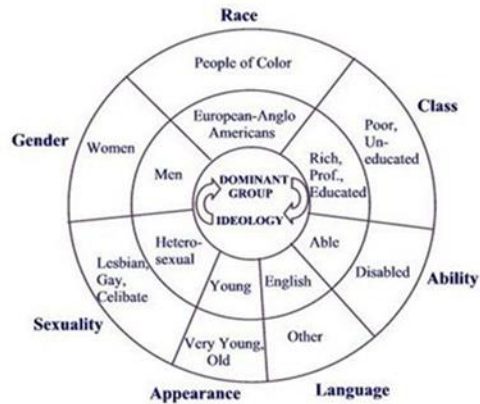 Race
People of Color
European-Anglo
Americans
Class
Poor,
Un-
educated
Rich,
Prof.,
Educated
Gender
Women
Men
DOMINANT
GROUP
IDEOLOGY
Able
Disabled
Ability
Hetero-
sexual
Lesbian,
Gay,
Celibate
Sexuality
Young
Very Young,
Old
Appearance
English
Other
Language